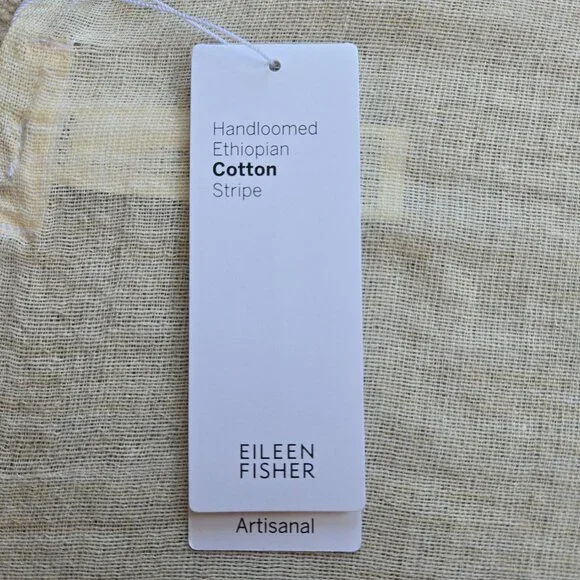 Handloomed
Ethiopian
Cotton
Stripe
EILEEN
FISHER
Artisanal